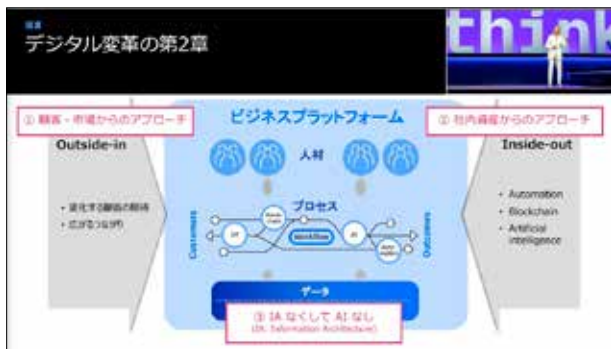 デジタル変革の第2章
think
① 顧客・市場からのアプローチ
ビジネスプラットフォーム
② 社内資産からのアプローチ
Outside-in
人材
Inside-out
・変化する顧客の期待
・広がるつながり
プロセス
• Automation
• Blockchain
• Artificial intelligence
Customers
Workflow
Outcomes
IoT
AI
データ
③ IA なくして AI なし
(IA: Information Architecture)